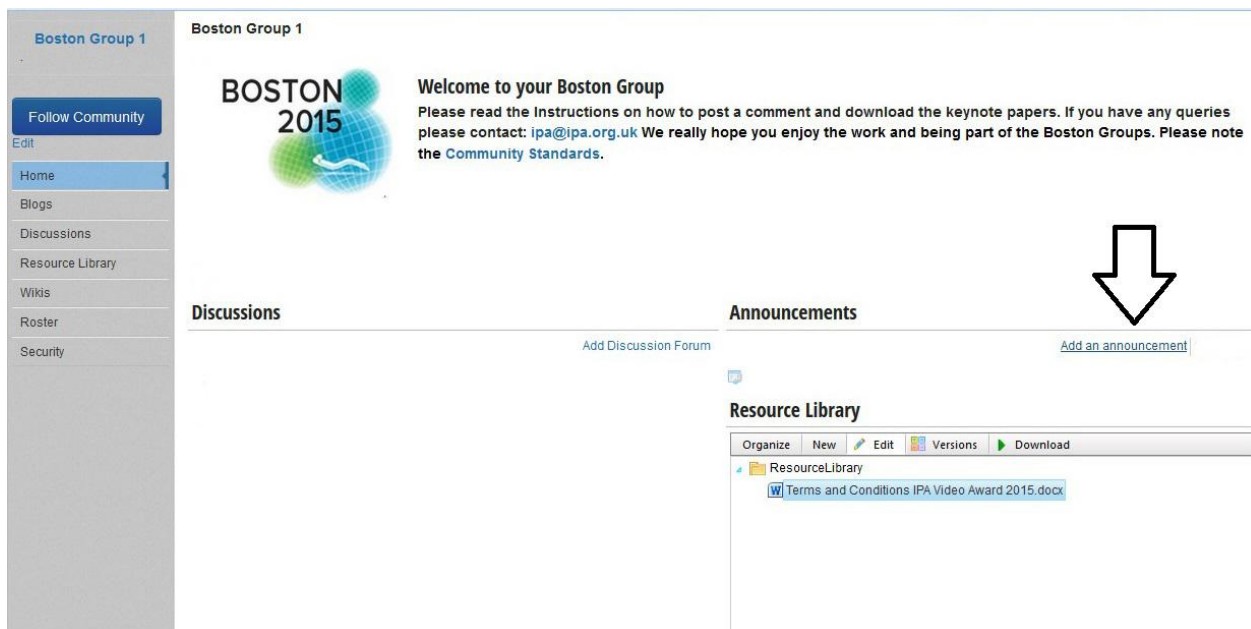 Boston Group 1
Follow Community
Edit
Home
Blogs
Discussions
Resource Library
Wikis
Roster
Security
Boston Group 1
BOSTON
2015
Welcome to your Boston Group
Please read the Instructions on how to post a comment and download the keynote papers. If you have any queries
please contact: ipa@ipa.org.uk We really hope you enjoy the work and being part of the Boston Groups. Please note
the Community Standards.
Discussions
Add Discussion Forum
Announcements
Add an announcement
Resource Library
Organize New Edit Versions Download
ResourceLibrary
Terms and Conditions IPA Video Award 2015.docx